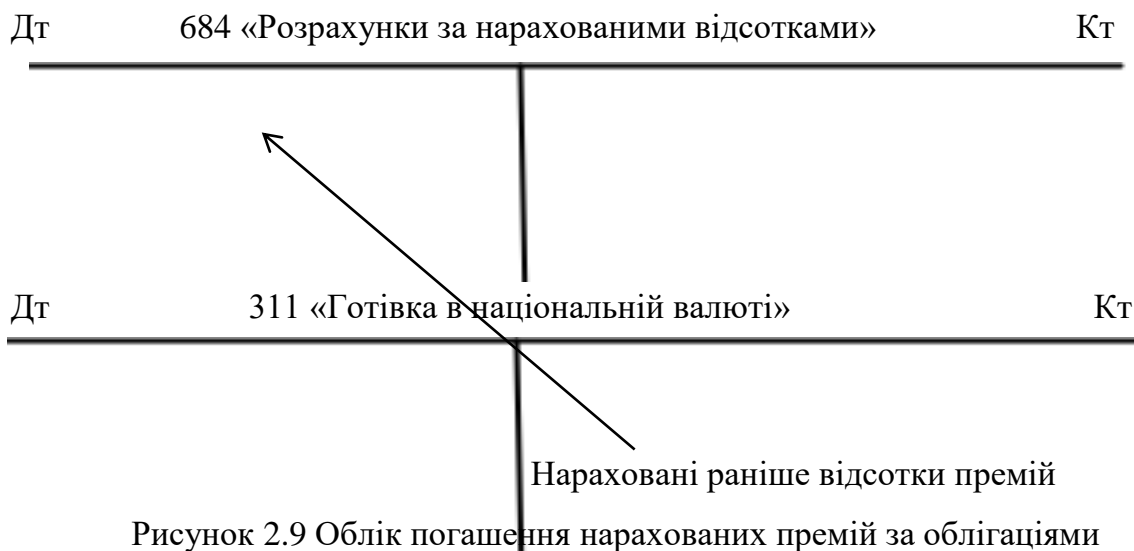 Дт 684 «Розрахунки за нарахованими відсотками» Кт
Дт 311 «Готівка в національній валюті» Кт
Нараховані раніше відсотки премій
Рисунок 2.9 Облік погашення нарахованих премій за облігаціями